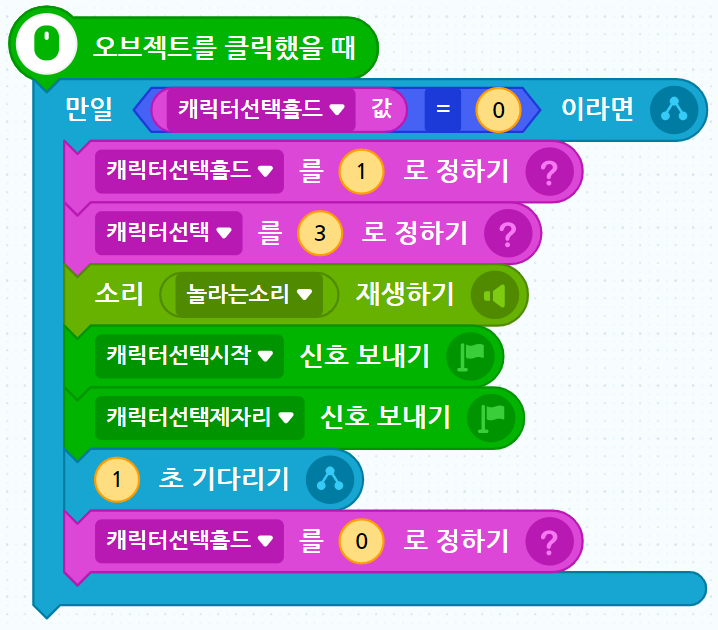 오브젝트를 클릭했을 때
만일 캐릭터선택홀드 값 = 0 이라면
캐릭터선택홀드 를 1 로 정하기 ?
캐릭터선택 를 3 로 정하기 ?
소리 놀라는소리 재생하기
캐릭터선택시작 신호 보내기
캐릭터선택제자리 신호 보내기
1 초 기다리기
캐릭터선택홀드 를 0 로 정하기 ?